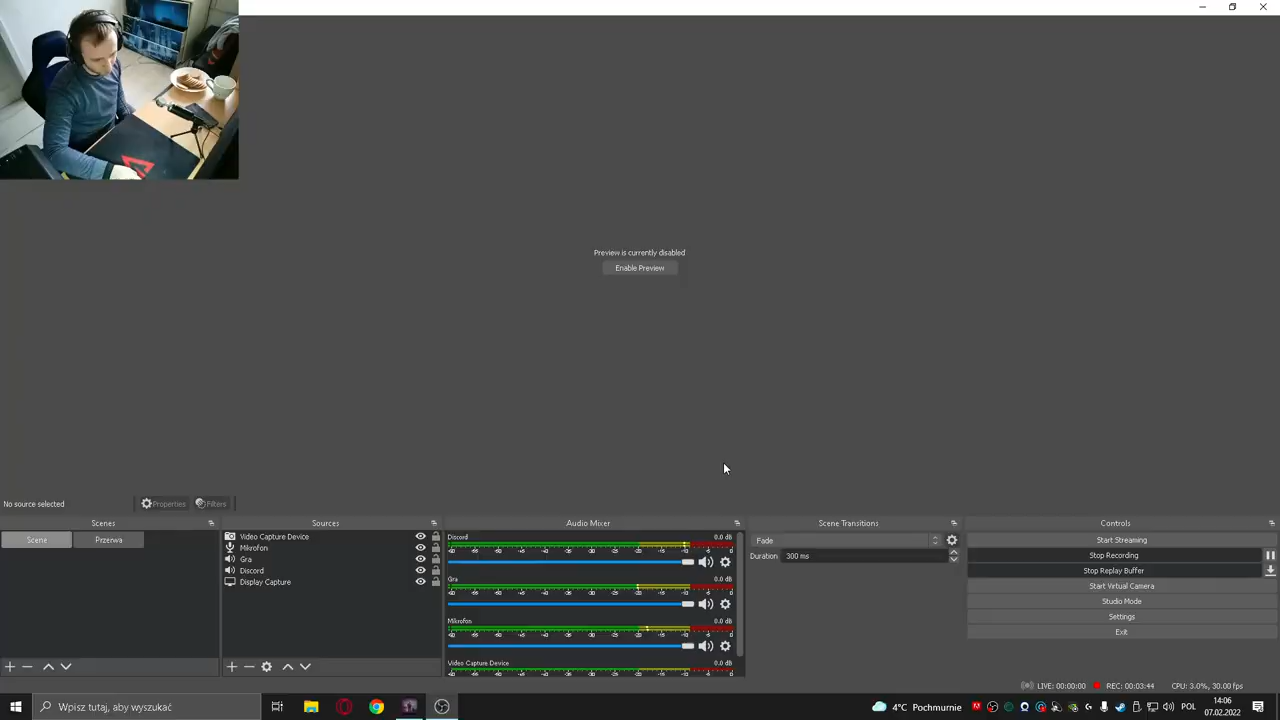 Preview is currently disabled
Enable Preview
No source selected
Properties
Filters
Scenes
Sources
Audio Mixer
Scene Transitions
Controls
Scene
Przerwa
Video Capture Device
Mikrofon
Gra
Discord
Display Capture
Discord
0.0 dB
Gra
0.0 dB
Mikrofon
0.0 dB
Video Capture Device
0.0 dB
Fade
Duration
300 ms
Start Streaming
Stop Recording
Stop Replay Buffer
Start Virtual Camera
Studio Mode
Settings
Exit
LIVE: 00:00:00
REC: 00:03:44
CPU: 3.0%, 30.00 fps
Wpisz tutaj, aby wyszukać
4°C Pochmurnie
POL
14:06
07.02.2022